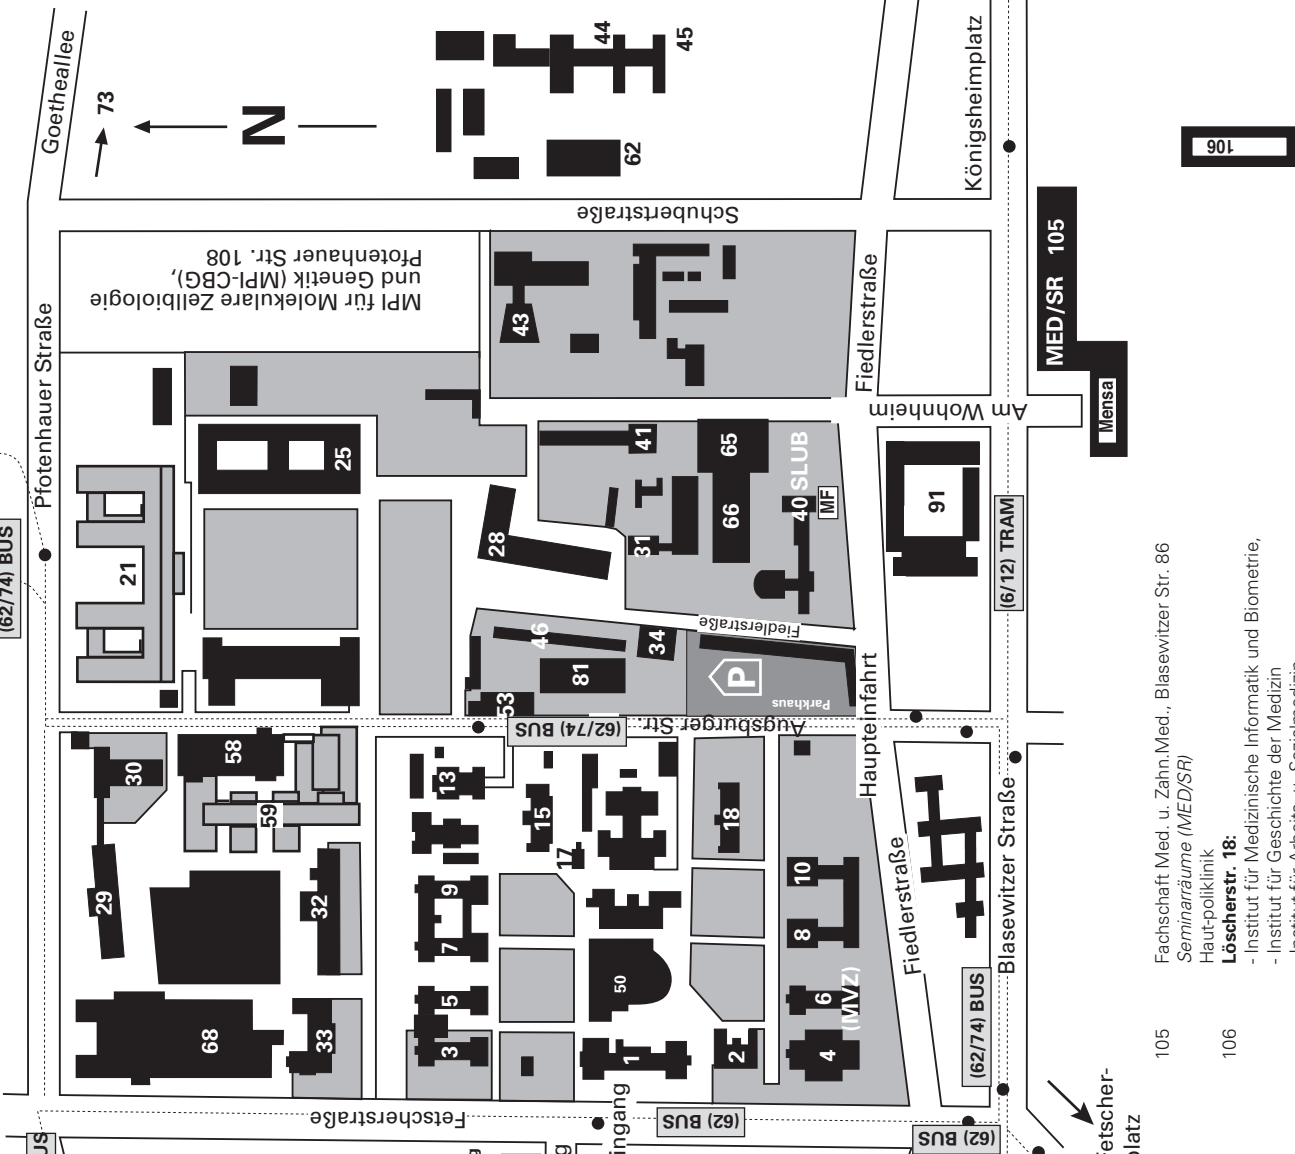 Goetheallee
73
N
44
45
62
Königsheimplatz
106
Schubertstraße
MPI für Molekulare Zellbiologie
und Genetik (MPI-CBG),
Pfotenhauer Str. 108
Pfotenhauer Straße
43
Fiedlerstraße
MED/SR 105
Mensa
Am Wohnheim
25
41
65
40 SLUB
MF
66
91
(6/12) TRAM
(62/74) BUS
21
28
31
Fiedlerstraße
46
34
81
53
P
Parkhaus
Haupteinfahrt
(62/74) BUS
Augsburger Str.
30
58
59
13
15
17
18
29
32
9
7
10
8
Fiedlerstraße
Blasewitzer Straße
50
5
6
(MVZ)
68
33
3
1
2
4
(62/74) BUS
Fetscherstraße
ingang
(62) BUS
(62) BUS
US
g
g
etscher-
latz
105 Fachschaft Med. u. Zahn.Med., Blasewitzer Str. 86
Seminarräume (MED/SR)
106 Haut-poliklinik
Löscherstr. 18:
- Institut für Medizinische Informatik und Biometrie,
- Institut für Geschichte der Medizin